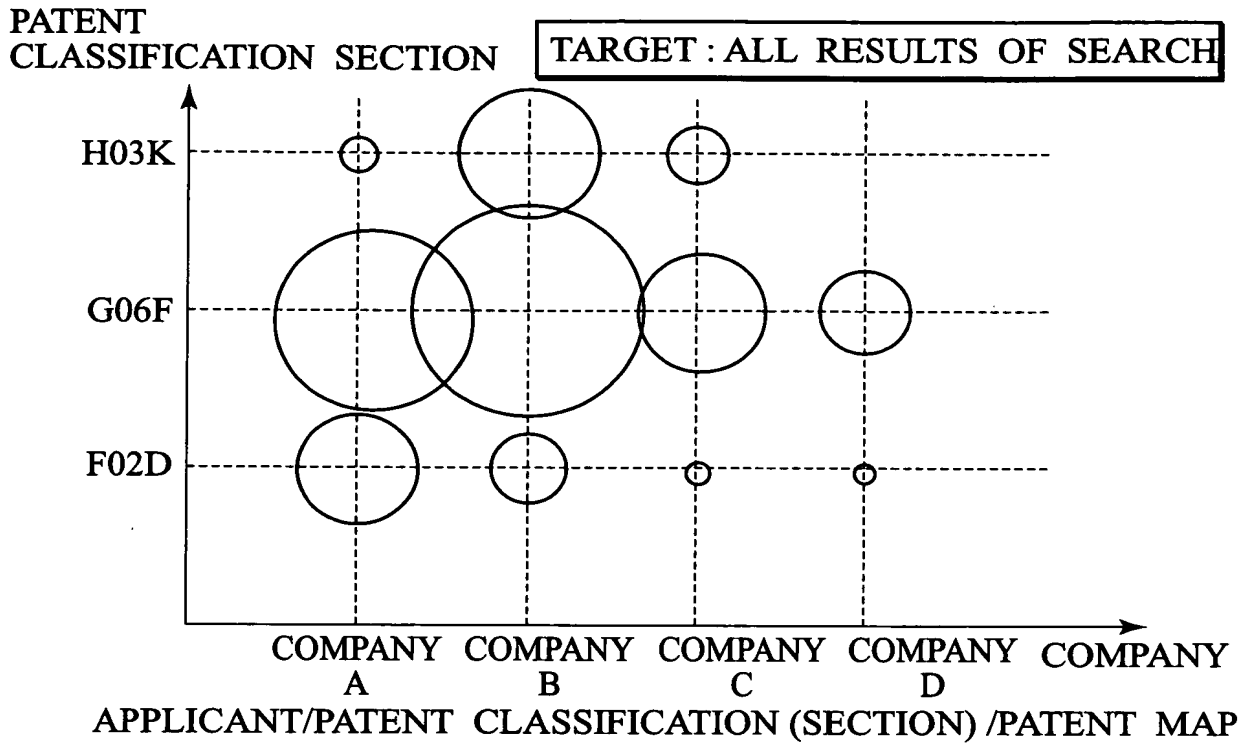 PATENT
CLASSIFICATION SECTION
TARGET : ALL RESULTS OF SEARCH
H03K
G06F
F02D
COMPANY COMPANY COMPANY COMPANY COMPANY
A B C D
APPLICANT/PATENT CLASSIFICATION (SECTION) /PATENT MAP